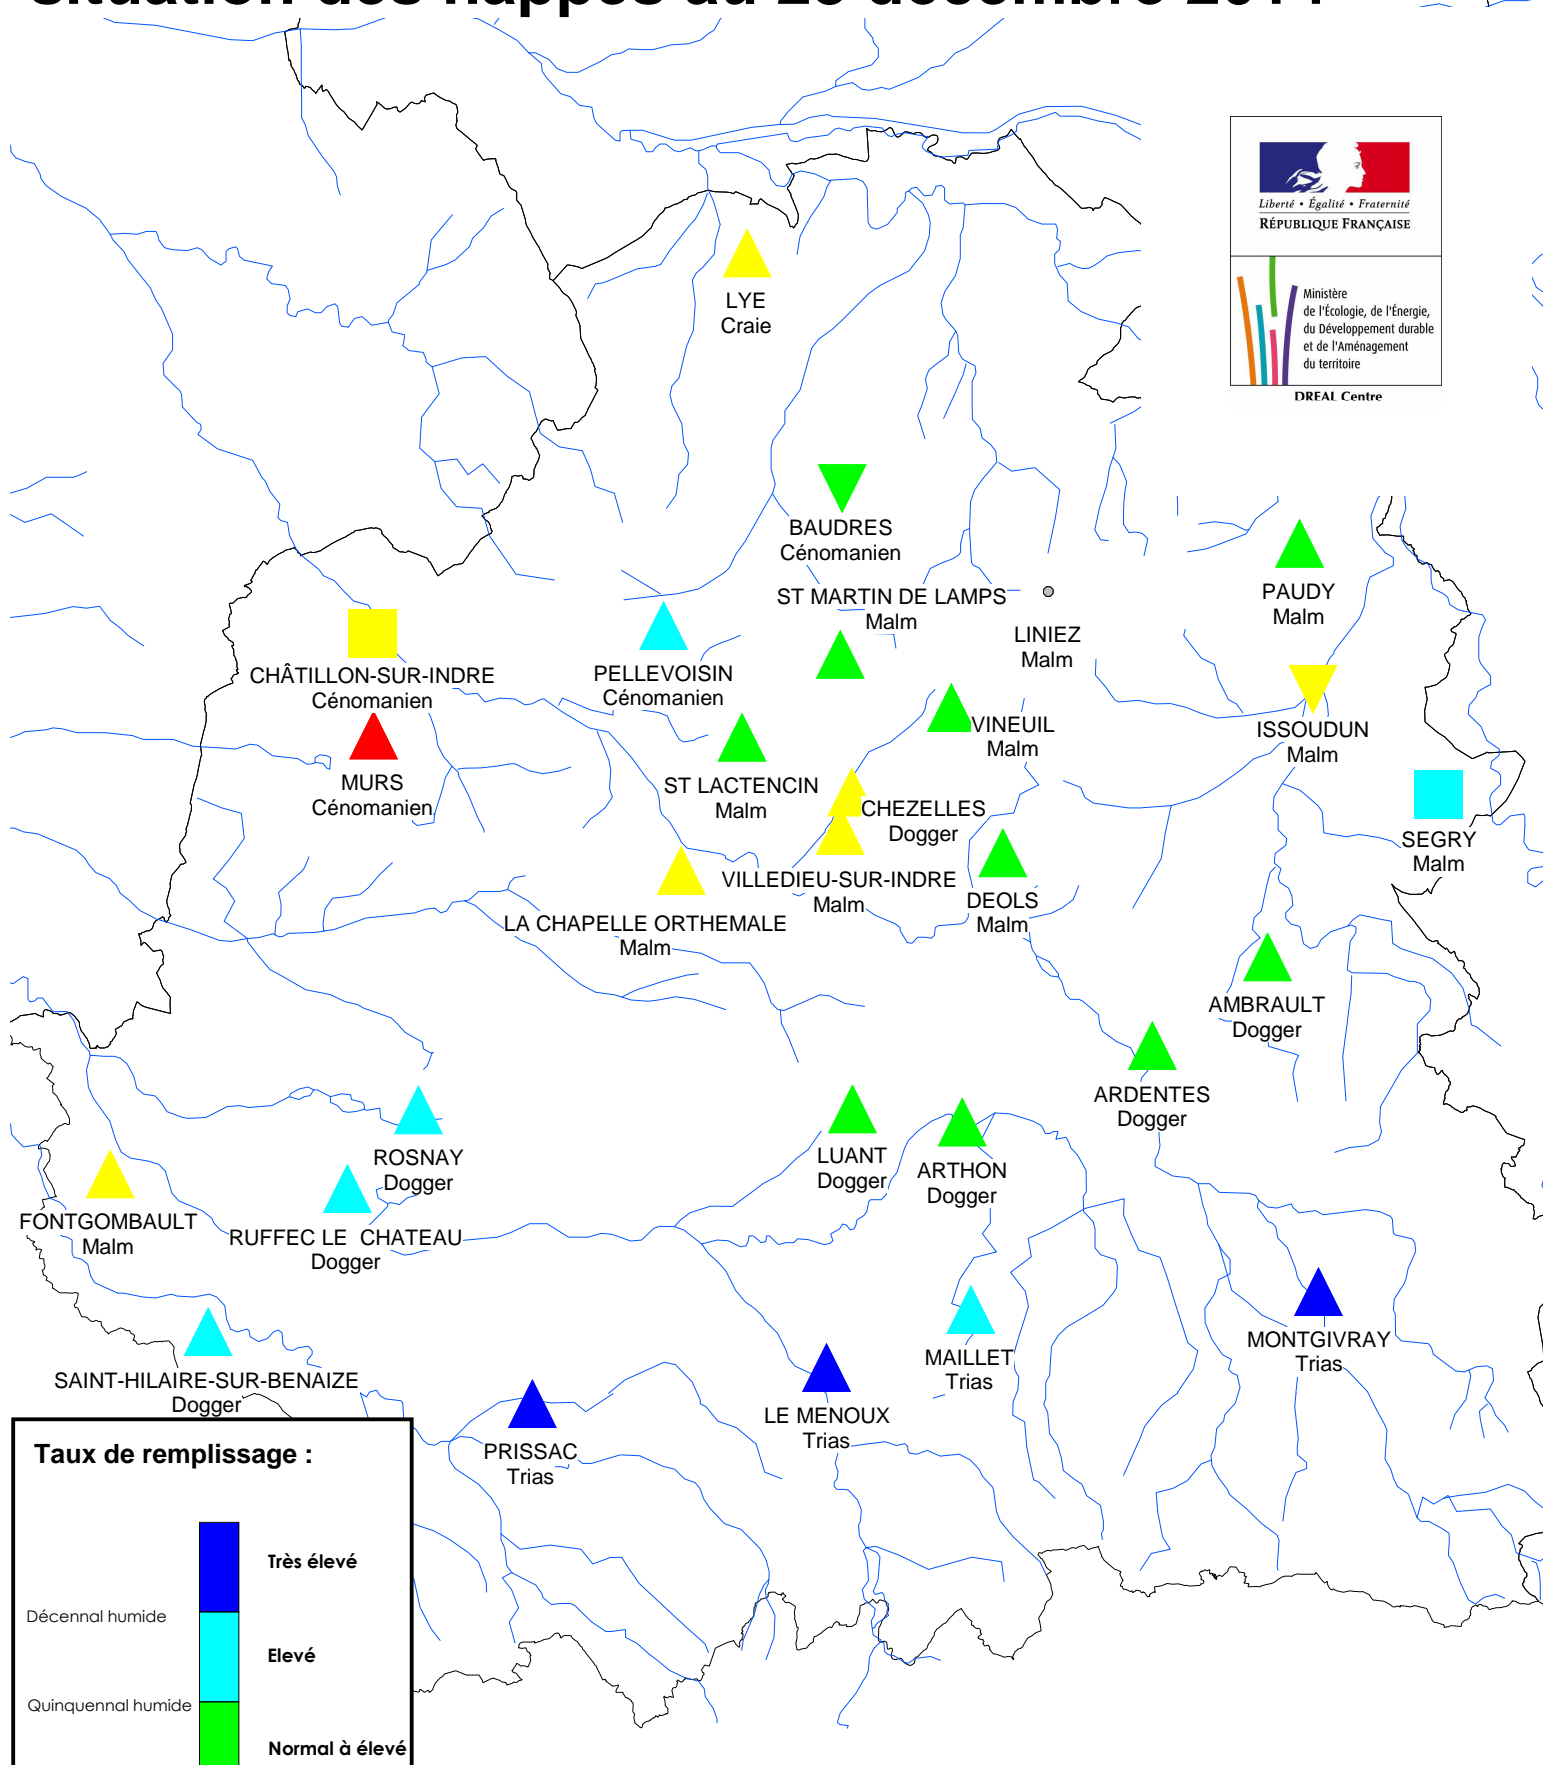 Liberté • Égalité • Fraternité
RÉPUBLIQUE FRANÇAISE
Ministère
de l'Écologie, de l'Énergie,
du Développement durable
et de l'Aménagement
du territoire
DREAL Centre
LYE
Craie
BAUDRES
Cénomanien
ST MARTIN DE LAMPS
Malm
LINIEZ
Malm
PAUDY
Malm
CHÂTILLON-SUR-INDRE
Cénomanien
PELLEVOISIN
Cénomanien
VINEUIL
Malm
ISSOUDUN
Malm
MURS
Cénomanien
ST LACTENCIN
Malm
CHEZELLES
Dogger
SEGRY
Malm
VILLEDIEU-SUR-INDRE
Malm
DEOLS
Malm
LA CHAPELLE ORTHEMALE
Malm
AMBRAULT
Dogger
ARDENTES
Dogger
ROSNAY
Dogger
LUANT
Dogger
ARTHON
Dogger
FONTGOMBAULT
Malm
RUFFEC LE CHATEAU
Dogger
MONTGIVRAY
Trias
MAILLET
Trias
SAINT-HILAIRE-SUR-BENAIZE
Dogger
LE MENOUX
Trias
PRISSAC
Trias
Taux de remplissage :
Très élevé
Décennal humide
Elevé
Quinquennal humide
Normal à élevé